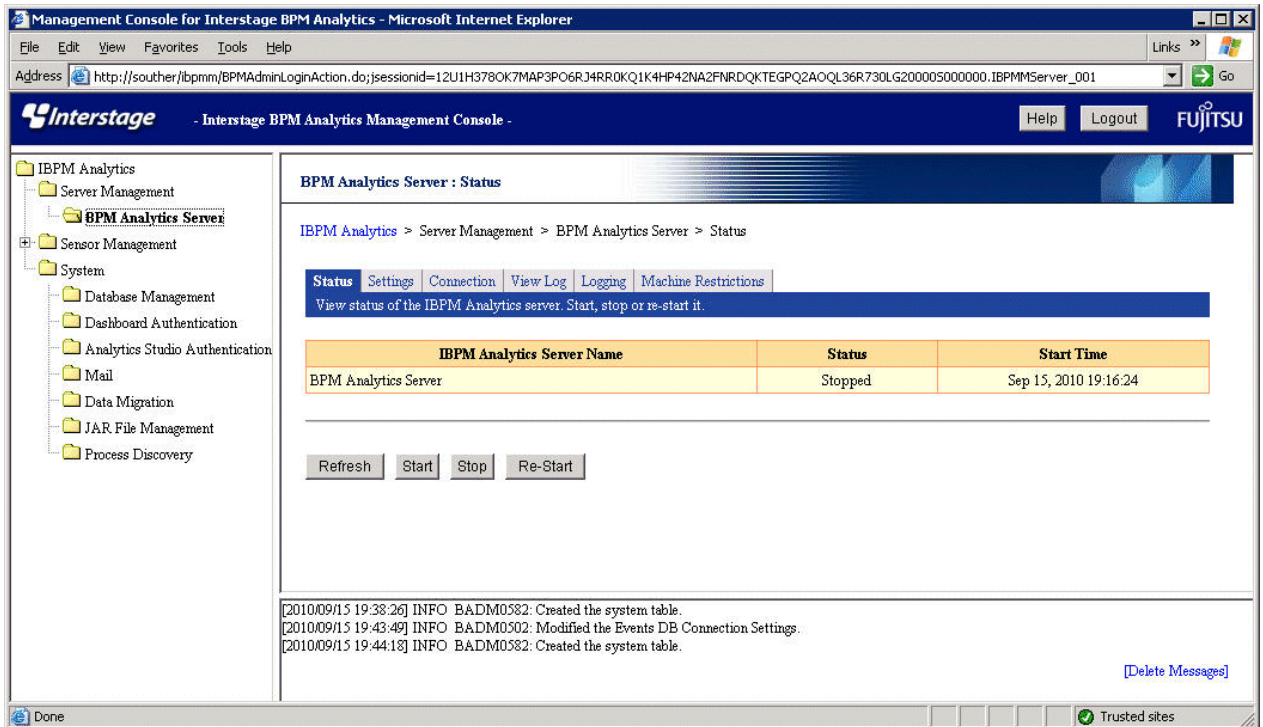 Management Console for Interstage BPM Analytics - Microsoft Internet Explorer
File Edit View Favorites Tools Help Links »
Address http://souther/ibpmm/BPMAdminLoginAction.do;jsessionid=12U1H378OK7MAP3PO6RJ4RR0KQ1K4HP42NA2FNRDQKTEGPQ2AOQL36R730LG20000S000000.IBPMMServer_001 Go
Interstage - Interstage BPM Analytics Management Console - Help Logout FUJITSU
IBPM Analytics
Server Management
BPM Analytics Server
Sensor Management
System
Database Management
Dashboard Authentication
Analytics Studio Authentication
Mail
Data Migration
JAR File Management
Process Discovery
BPM Analytics Server : Status
IBPM Analytics > Server Management > BPM Analytics Server > Status
Status Settings Connection View Log Logging Machine Restrictions
View status of the IBPM Analytics server. Start, stop or re-start it.
IBPM Analytics Server Name Status Start Time
BPM Analytics Server Stopped Sep 15, 2010 19:16:24
Refresh Start Stop Re-Start
[2010/09/15 19:38:26] INFO BADM0582: Created the system table.
[2010/09/15 19:43:49] INFO BADM0502: Modified the Events DB Connection Settings.
[2010/09/15 19:44:18] INFO BADM0582: Created the system table.
[Delete Messages]
Done Trusted sites